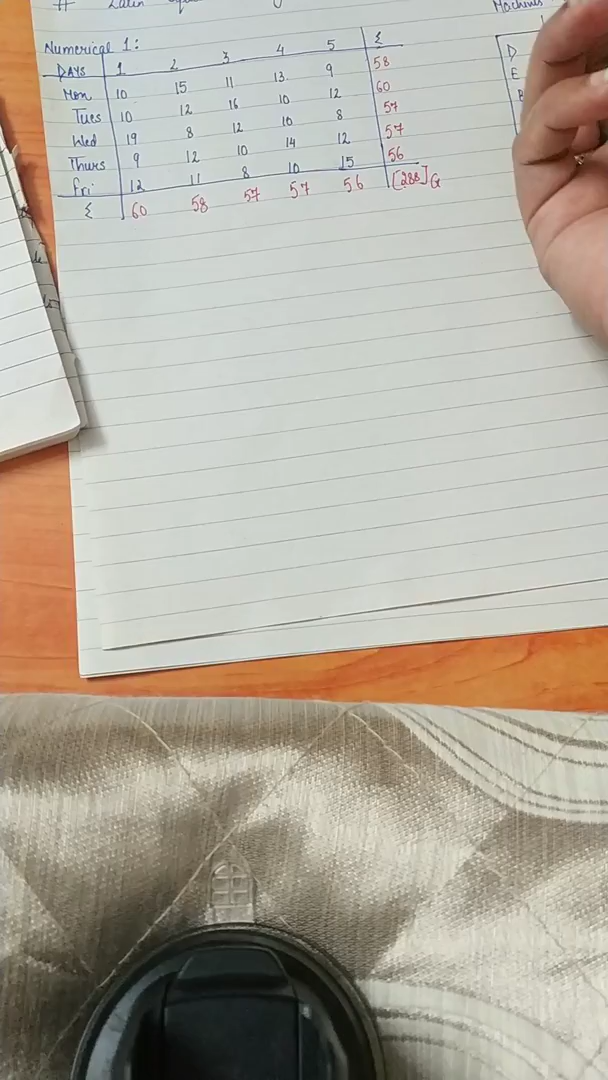 # Latin
Machines
Numerical 1:
DAYS 1 2 3 4 5 Σ
Mon 10 15 11 13 9 58
Tues 10 12 16 10 12 60
Wed 19 8 12 10 8 57
Thurs 9 12 10 14 12 57
Fri 12 11 8 10 15 56
Σ 60 58 57 57 56 [288] G
D
E
B